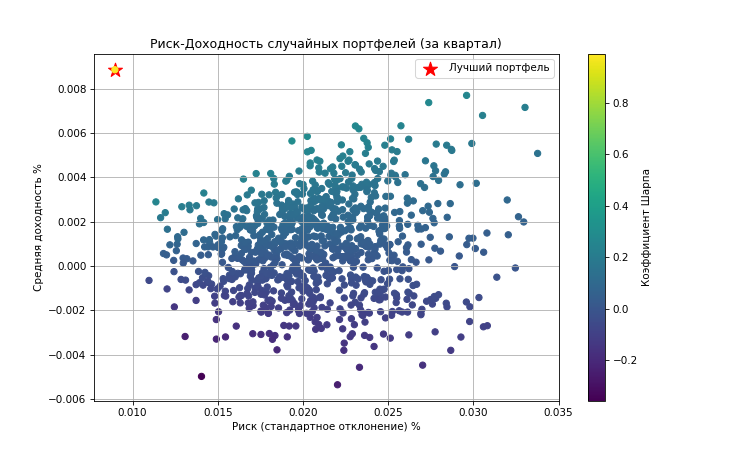 Риск-Доходность случайных портфелей (за квартал)
Лучший портфель
Средняя доходность %
0.008
0.006
0.004
0.002
0.000
−0.002
−0.004
−0.006
0.010 0.015 0.020 0.025 0.030 0.035
Риск (стандартное отклонение) %
0.8
0.6
0.4
0.2
0.0
−0.2
Коэффициент Шарпа